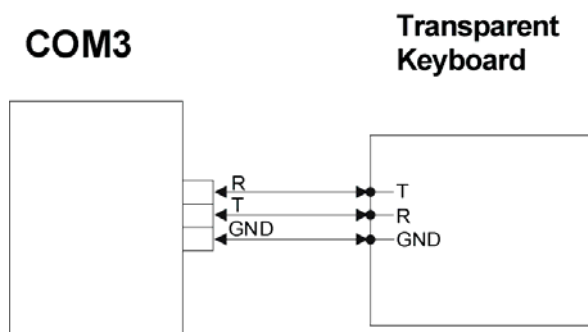 COM3
Transparent
Keyboard
R
T
T
R
GND
GND